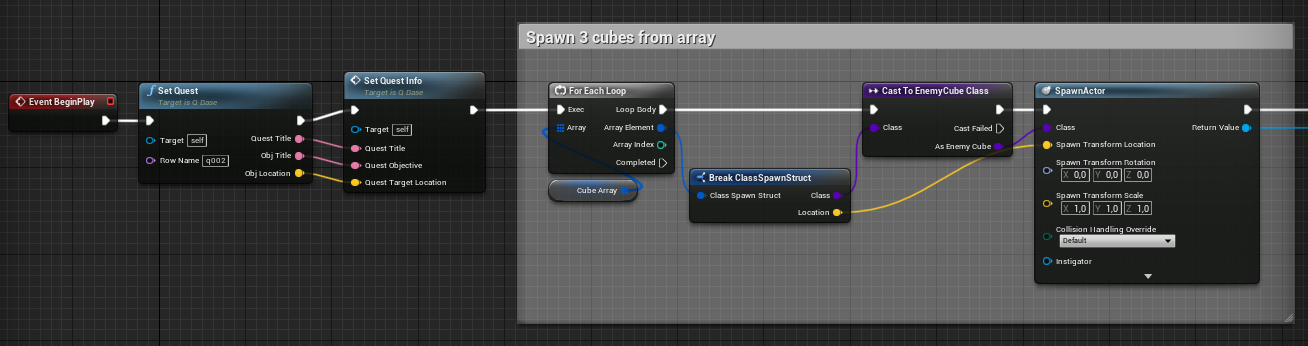 Spawn 3 cubes from array
Event BeginPlay
Set Quest
Target is Q Base
Target self
Row Name q002
Quest Title
Obj Title
Obj Location
Set Quest Info
Target is Q Base
Target self
Quest Title
Quest Objective
Quest Target Location
For Each Loop
Exec Loop Body
Array Array Element
Array Index
Completed
Cube Array
Break ClassSpawnStruct
Class Spawn Struct Class
Location
Cast To EnemyCube Class
Class Cast Failed
As Enemy Cube
SpawnActor
Class Return Value
Spawn Transform Location
Spawn Transform Rotation
X 0,0 Y 0,0 Z 0,0
Spawn Transform Scale
X 1,0 Y 1,0 Z 1,0
Collision Handling Override
Default
Instigator